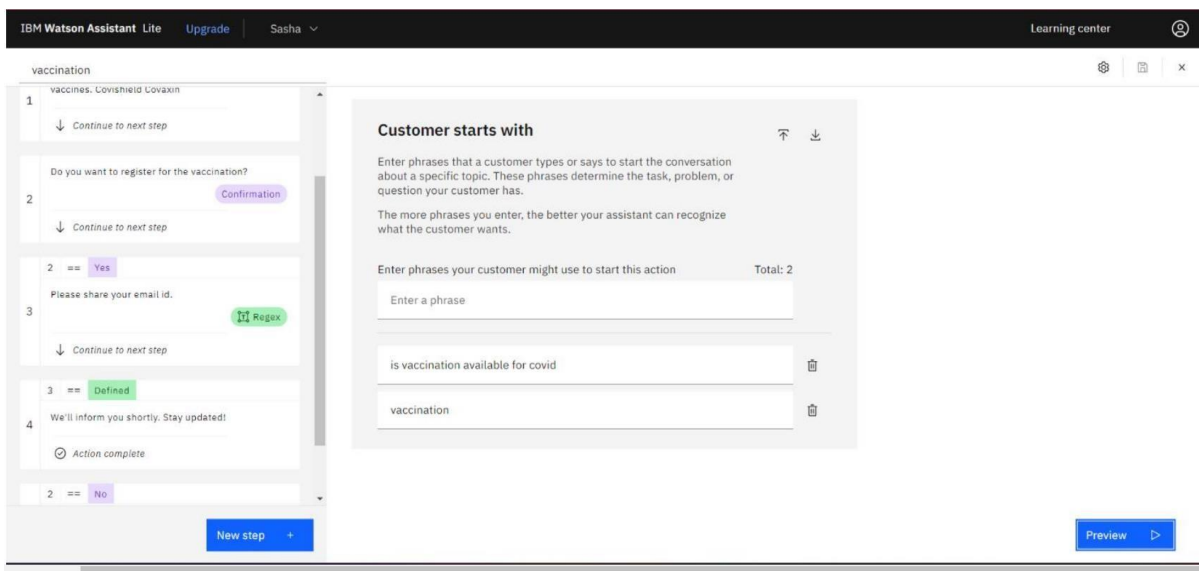 IBM Watson Assistant Lite Upgrade Sasha Learning center
vaccination
1 vaccines. Covishield Covaxin
Continue to next step
Do you want to register for the vaccination?
Confirmation
2
Continue to next step
2 == Yes
Please share your email id.
3
Regex
Continue to next step
3 == Defined
We'll inform you shortly. Stay updated!
4
Action complete
2 == No
New step +
Customer starts with
Enter phrases that a customer types or says to start the conversation
about a specific topic. These phrases determine the task, problem, or
question your customer has.
The more phrases you enter, the better your assistant can recognize
what the customer wants.
Enter phrases your customer might use to start this action Total: 2
Enter a phrase
is vaccination available for covid
vaccination
Preview